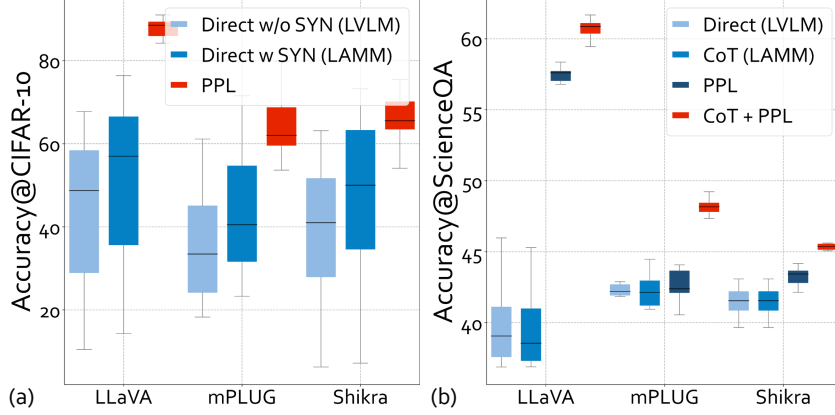 Accuracy@CIFAR-10
80
60
40
20
Direct w/o SYN (LVLM)
Direct w SYN (LAMM)
PPL
(a)
LLaVA
mPLUG
Shikra
Accuracy@ScienceQA
60
55
50
45
40
Direct (LVLM)
CoT (LAMM)
PPL
CoT + PPL
(b)
LLaVA
mPLUG
Shikra